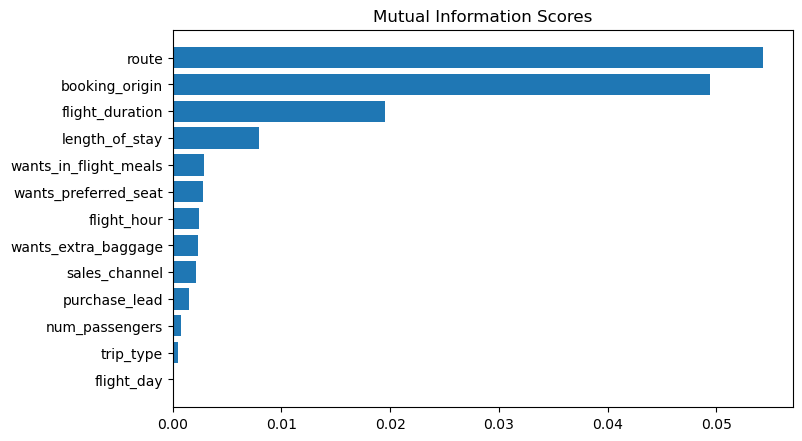 Mutual Information Scores
route
booking_origin
flight_duration
length_of_stay
wants_in_flight_meals
wants_preferred_seat
flight_hour
wants_extra_baggage
sales_channel
purchase_lead
num_passengers
trip_type
flight_day
0.00 0.01 0.02 0.03 0.04 0.05